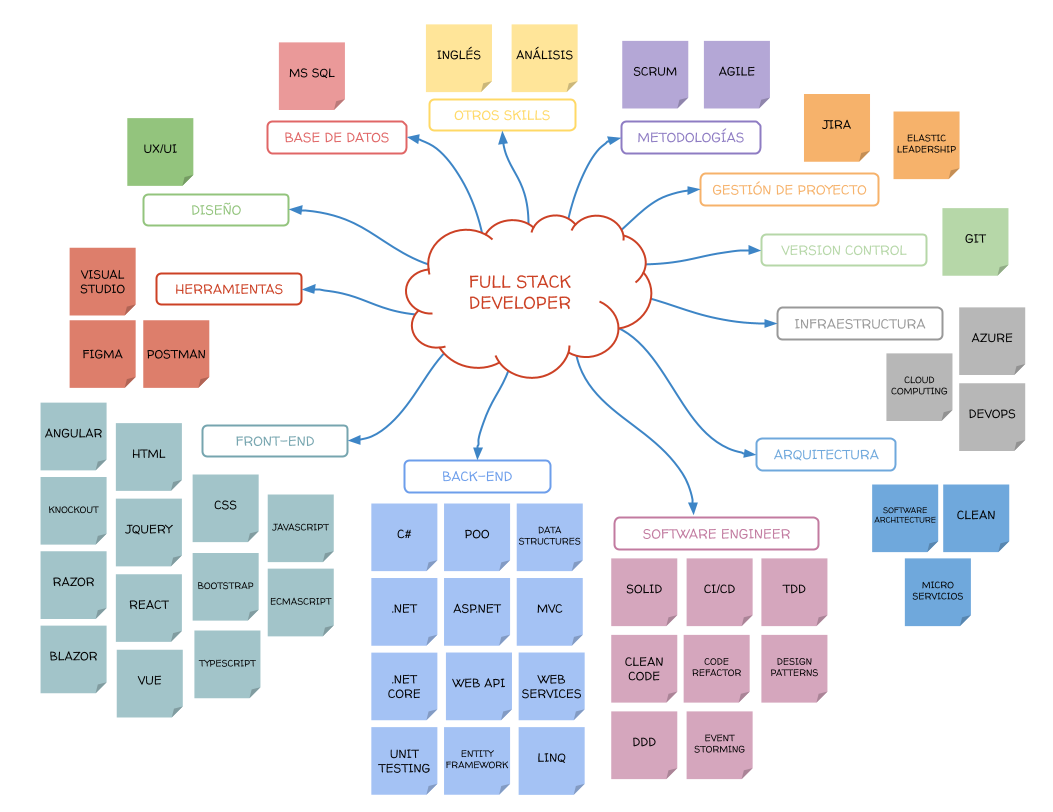 INGLÉS
ANÁLISIS
OTROS SKILLS
MS SQL
BASE DE DATOS
SCRUM
AGILE
METODOLOGÍAS
JIRA
ELASTIC
LEADERSHIP
GESTIÓN DE PROYECTO
UX/UI
DISEÑO
GIT
VERSION CONTROL
FULL STACK
DEVELOPER
VISUAL
STUDIO
FIGMA
POSTMAN
HERRAMIENTAS
INFRAESTRUCTURA
AZURE
CLOUD
COMPUTING
DEVOPS
FRONT-END
ANGULAR
KNOCKOUT
RAZOR
BLAZOR
HTML
JQUERY
REACT
VUE
CSS
BOOTSTRAP
TYPESCRIPT
JAVASCRIPT
ECMASCRIPT
BACK-END
C#
POO
DATA
STRUCTURES
.NET
ASP.NET
MVC
.NET
CORE
WEB API
WEB
SERVICES
UNIT
TESTING
ENTITY
FRAMEWORK
LINQ
SOFTWARE ENGINEER
SOLID
CI/CD
TDD
CLEAN
CODE
CODE
REFACTOR
DESIGN
PATTERNS
DDD
EVENT
STORMING
ARQUITECTURA
SOFTWARE
ARCHITECTURE
CLEAN
MICRO
SERVICIOS